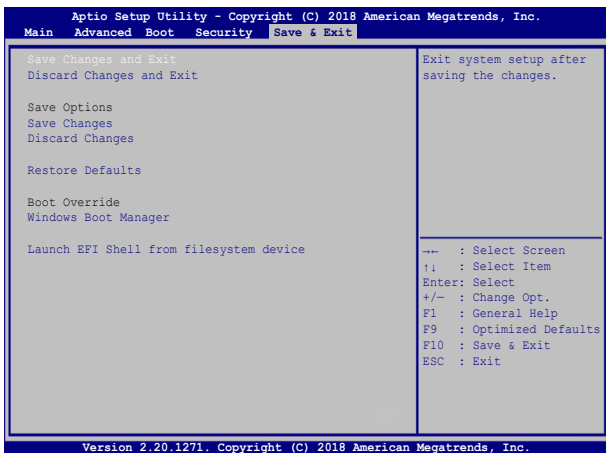 Aptio Setup Utility - Copyright (C) 2018 American Megatrends, Inc.
Main Advanced Boot Security Save & Exit
Save Changes and Exit
Discard Changes and Exit
Save Options
Save Changes
Discard Changes
Restore Defaults
Boot Override
Windows Boot Manager
Launch EFI Shell from filesystem device
Exit system setup after
saving the changes.
→← : Select Screen
↑↓ : Select Item
Enter: Select
+/— : Change Opt.
F1 : General Help
F9 : Optimized Defaults
F10 : Save & Exit
ESC : Exit
Version 2.20.1271. Copyright (C) 2018 American Megatrends, Inc.